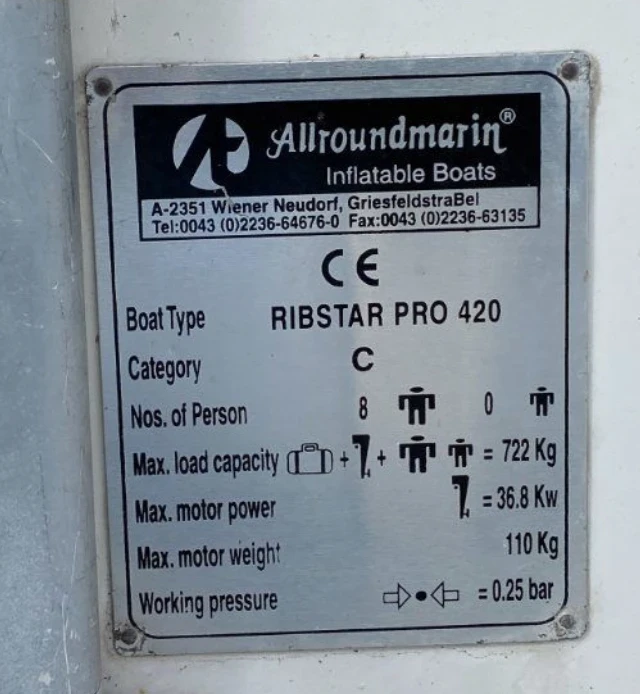 Allroundmarin®
Inflatable Boats
A-2351 Wiener Neudorf, GriesfeldstraBel
Tel:0043 (0)2236-64676-0 Fax:0043 (0)2236-63135
CE
Boat Type RIBSTAR PRO 420
Category C
Nos. of Person 8 0
Max. load capacity + + = 722 Kg
Max. motor power = 36.8 Kw
Max. motor weight 110 Kg
Working pressure = 0.25 bar